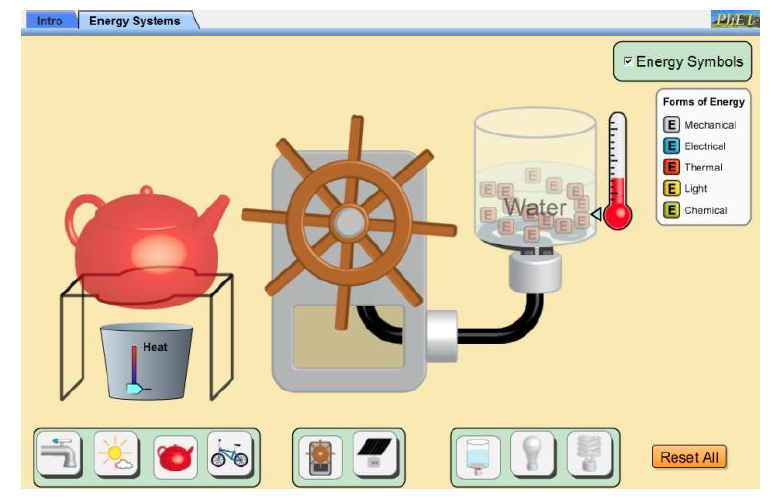 Intro
Energy Systems
PhET
Energy Symbols
Forms of Energy
E Mechanical
E Electrical
E Thermal
E Light
E Chemical
E
E E
E
E
E
E
E
Water
E
E
E
E
E
E
E
Heat
Reset All